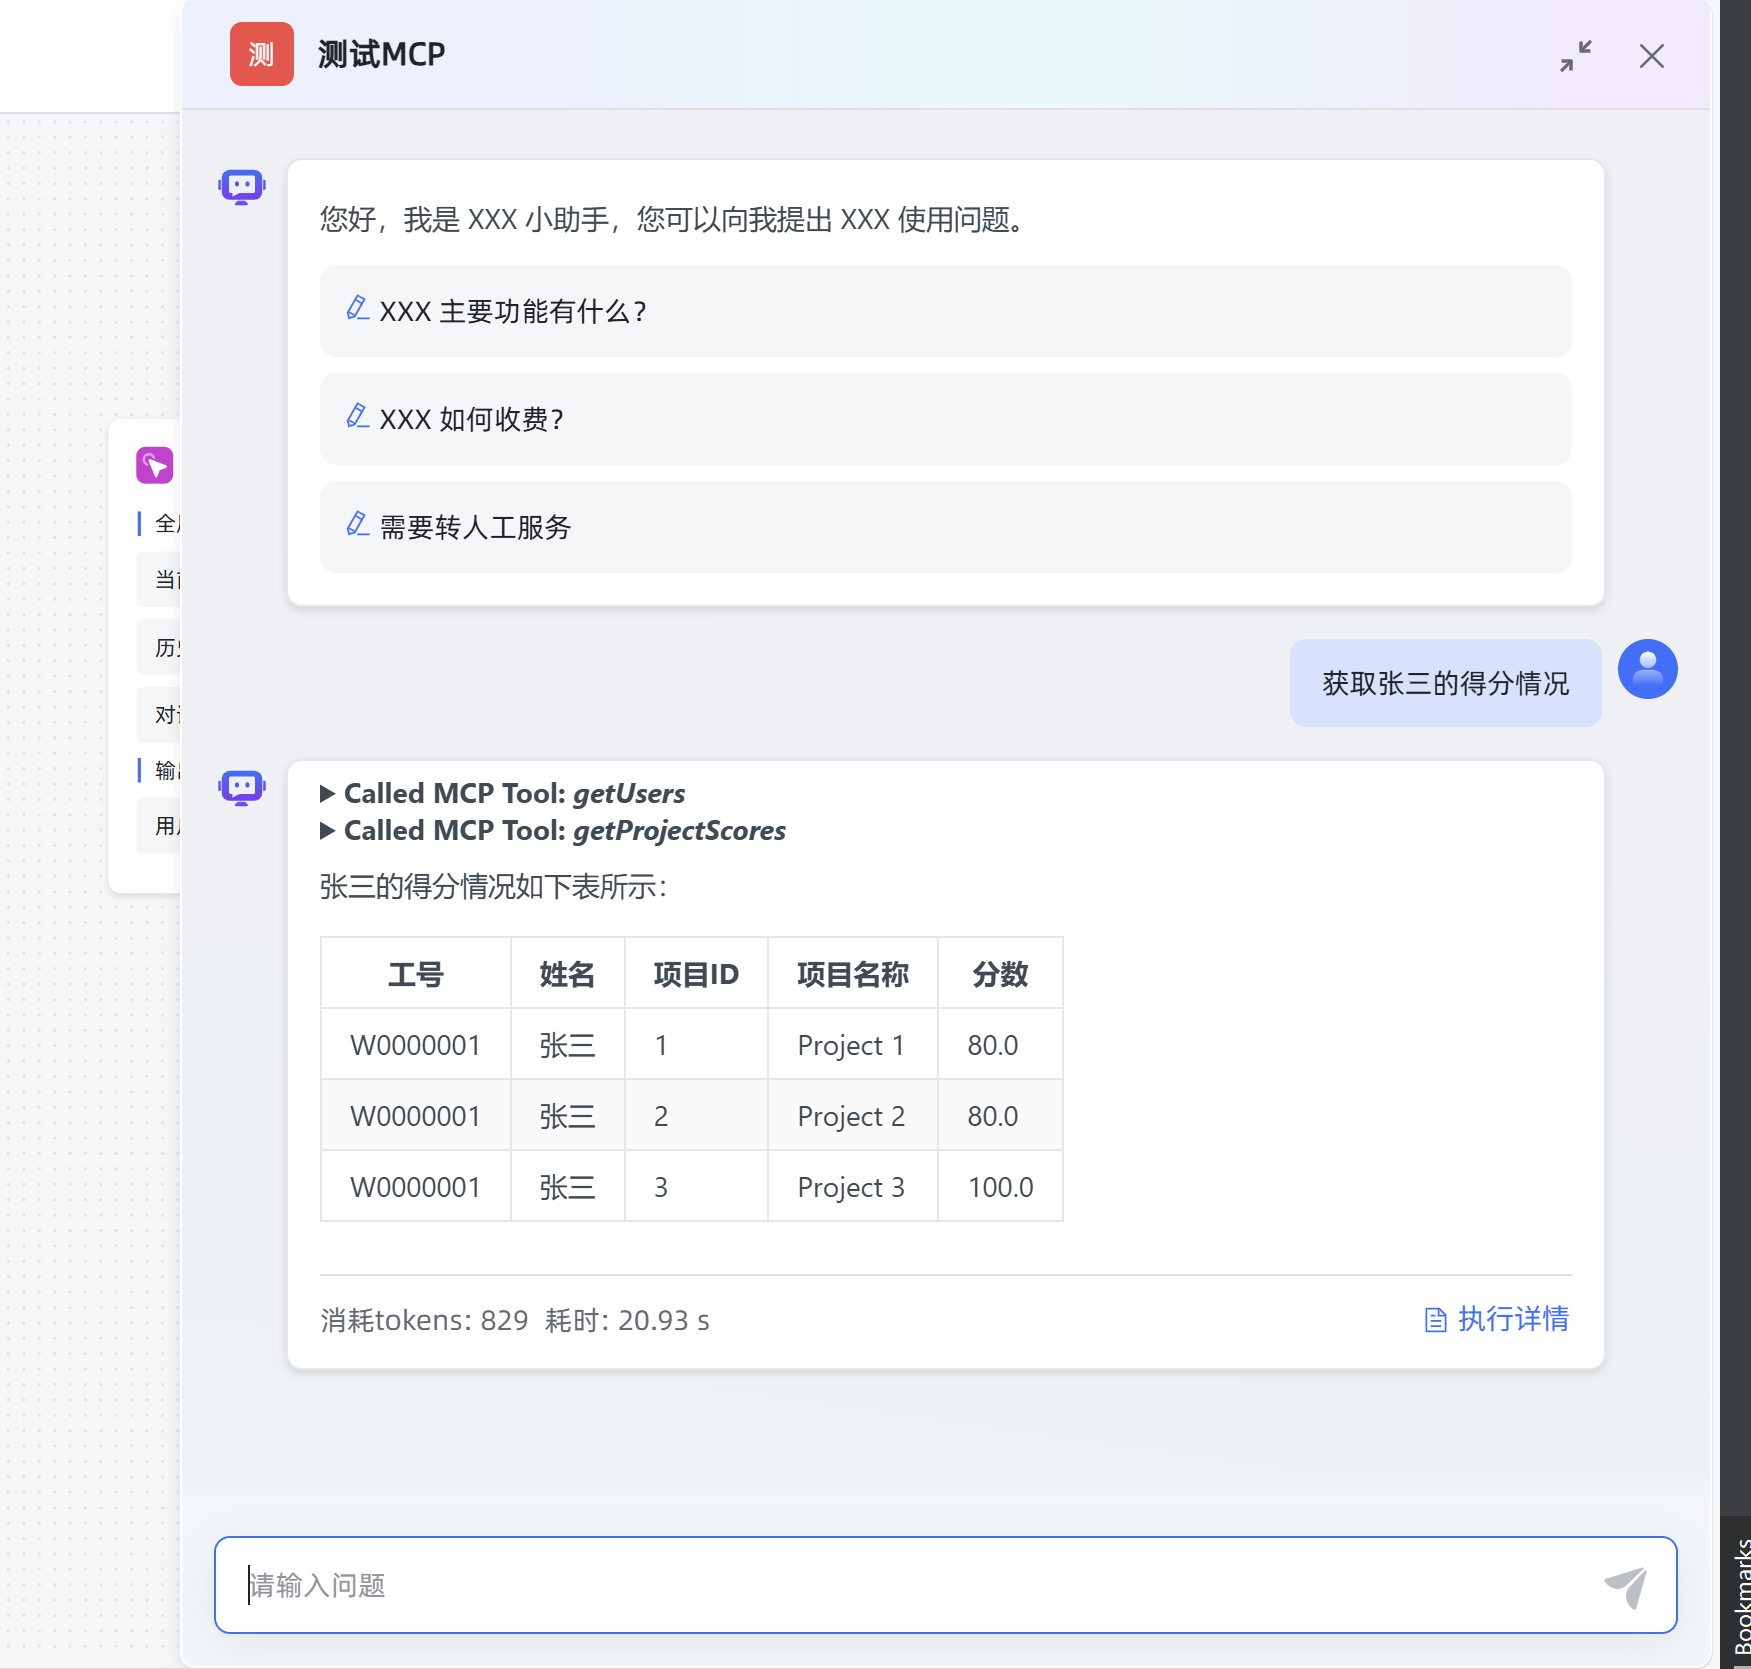 测 测试MCP
您好，我是 XXX 小助手，您可以向我提出 XXX 使用问题。
XXX 主要功能有什么？
XXX 如何收费？
需要转人工服务
全
当
历
对
输
用
获取张三的得分情况
Called MCP Tool: getUsers
Called MCP Tool: getProjectScores
张三的得分情况如下表所示：
工号 姓名 项目ID 项目名称 分数
W0000001 张三 1 Project 1 80.0
W0000001 张三 2 Project 2 80.0
W0000001 张三 3 Project 3 100.0
消耗tokens: 829 耗时: 20.93 s 执行详情
请输入问题
Bookmarks